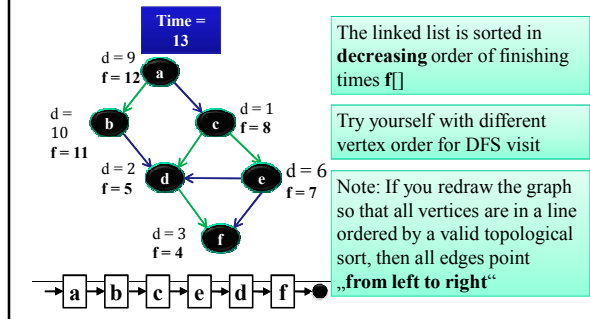 Time =
13
d = 9
f = 12
a
d =
10
f = 11
b
c
d = 1
f = 8
d = 2
f = 5
d
e
d = 6
f = 7
d = 3
f = 4
f
a b c e d f
The linked list is sorted in
decreasing order of finishing
times f[]
Try yourself with different
vertex order for DFS visit
Note: If you redraw the graph
so that all vertices are in a line
ordered by a valid topological
sort, then all edges point
„from left to right“